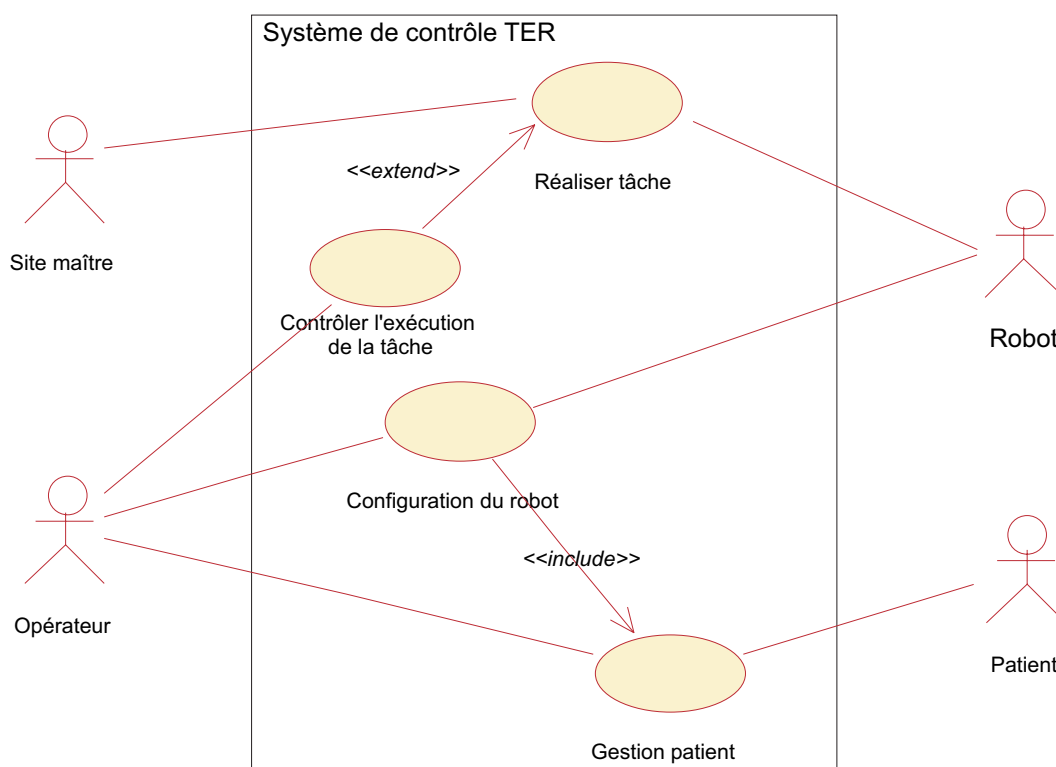 Système de contrôle TER
<<extend>>
Réaliser tâche
Site maître
Contrôler l'exécution
de la tâche
Robot
Configuration du robot
<<include>>
Opérateur
Patient
Gestion patient